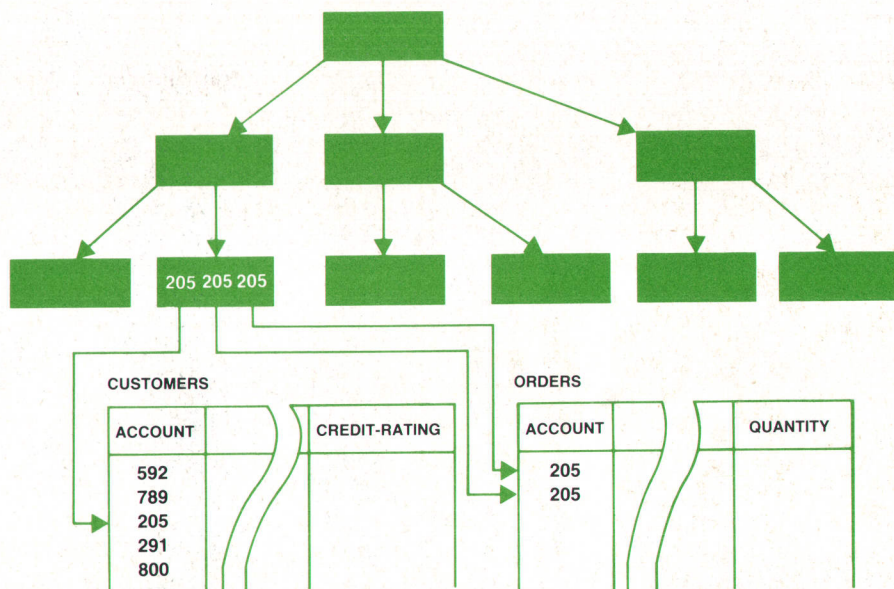 205 205 205
CUSTOMERS
ACCOUNT CREDIT-RATING
592
789
205
291
800
ORDERS
ACCOUNT QUANTITY
205
205